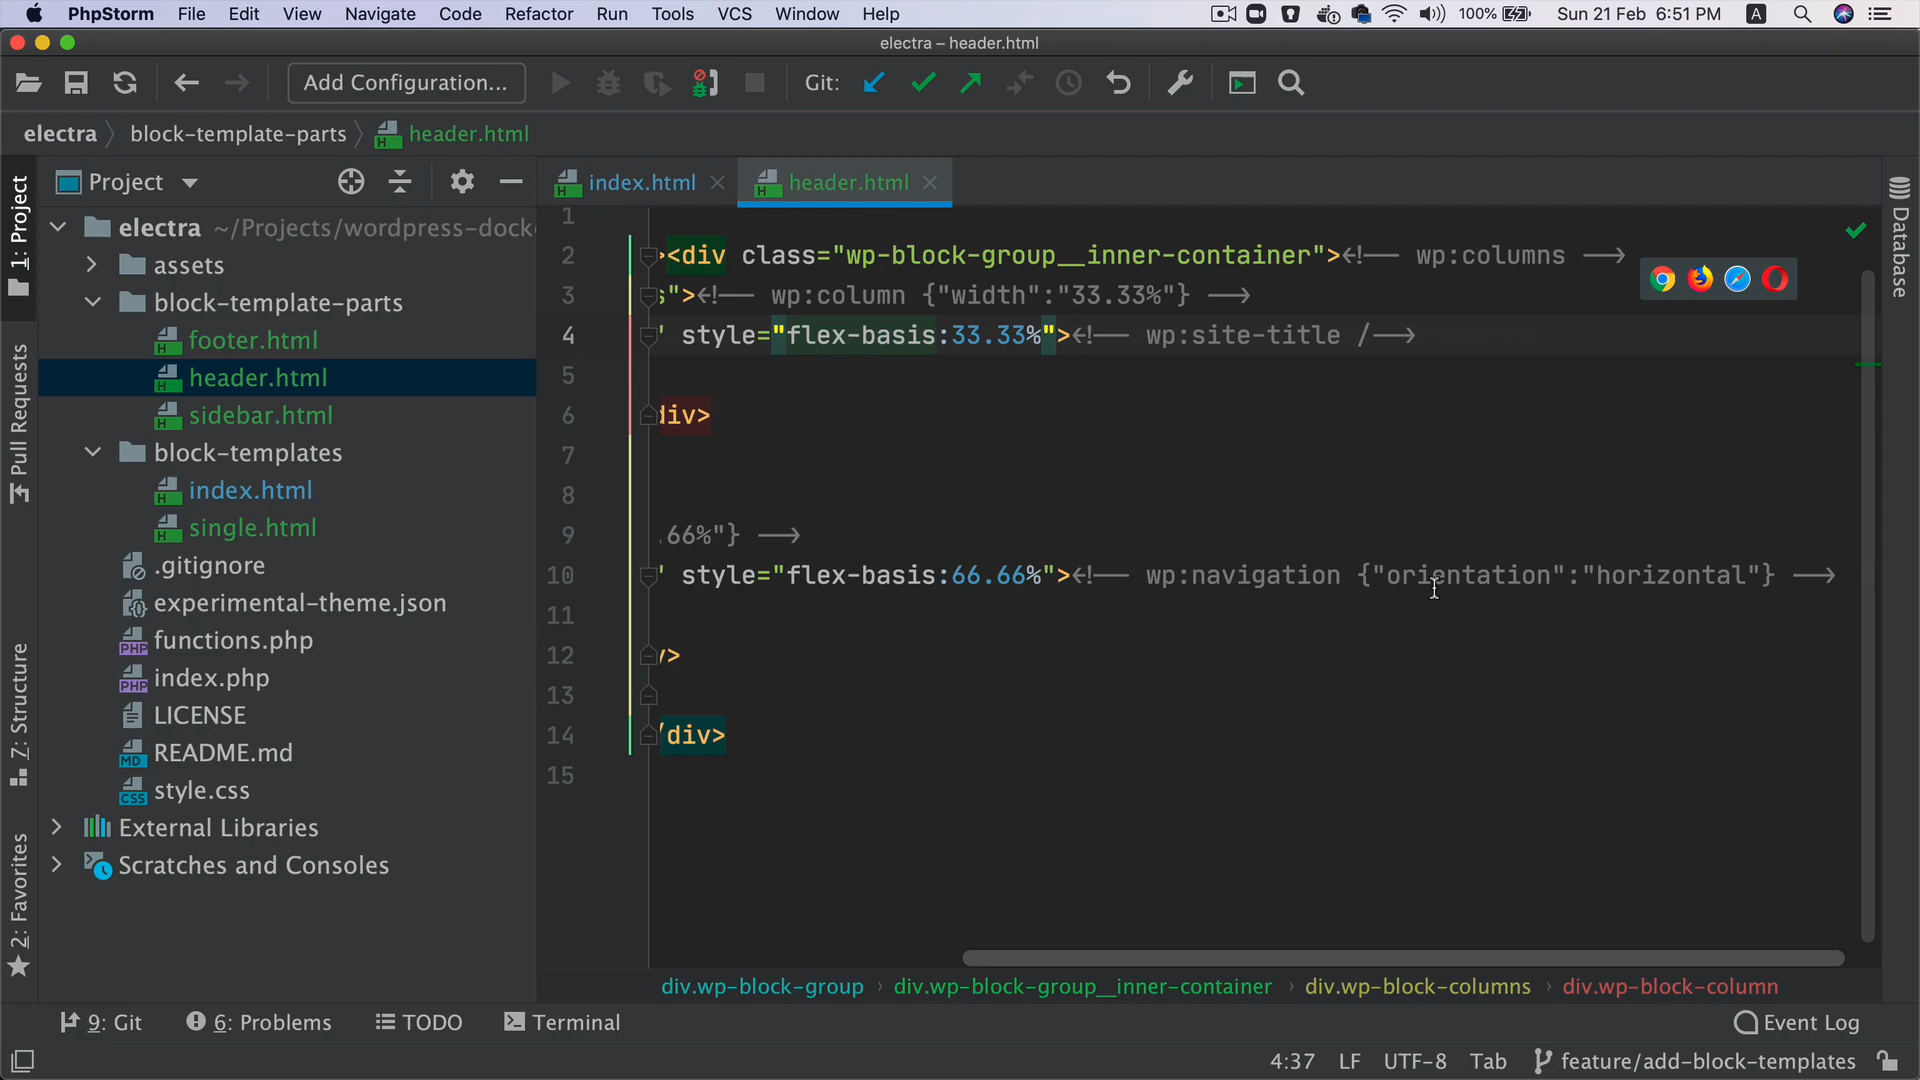 PhpStorm File Edit View Navigate Code Refactor Run Tools VCS Window Help 100% Sun 21 Feb 6:51 PM A
electra – header.html
Add Configuration... Git:
electra block-template-parts header.html
1: Project
Pull Requests
Z: Structure
2: Favorites
Project
electra ~/Projects/wordpress-dock
assets
block-template-parts
footer.html
header.html
sidebar.html
block-templates
index.html
single.html
.gitignore
experimental-theme.json
functions.php
index.php
LICENSE
README.md
style.css
External Libraries
Scratches and Consoles
index.html header.html
1
2 ><div class="wp-block-group__inner-container"><!-- wp:columns -->
3 s"><!-- wp:column {"width":"33.33%"} -->
4 " style="flex-basis:33.33%"><!-- wp:site-title /-->
5
6 div>
7
8
9 .66%"} -->
10 " style="flex-basis:66.66%"><!-- wp:navigation {"orientation":"horizontal"} -->
11
12 v>
13
14 /div>
15
Database
div.wp-block-group › div.wp-block-group__inner-container › div.wp-block-columns › div.wp-block-column
9: Git 6: Problems TODO Terminal Event Log
4:37 LF UTF-8 Tab feature/add-block-templates